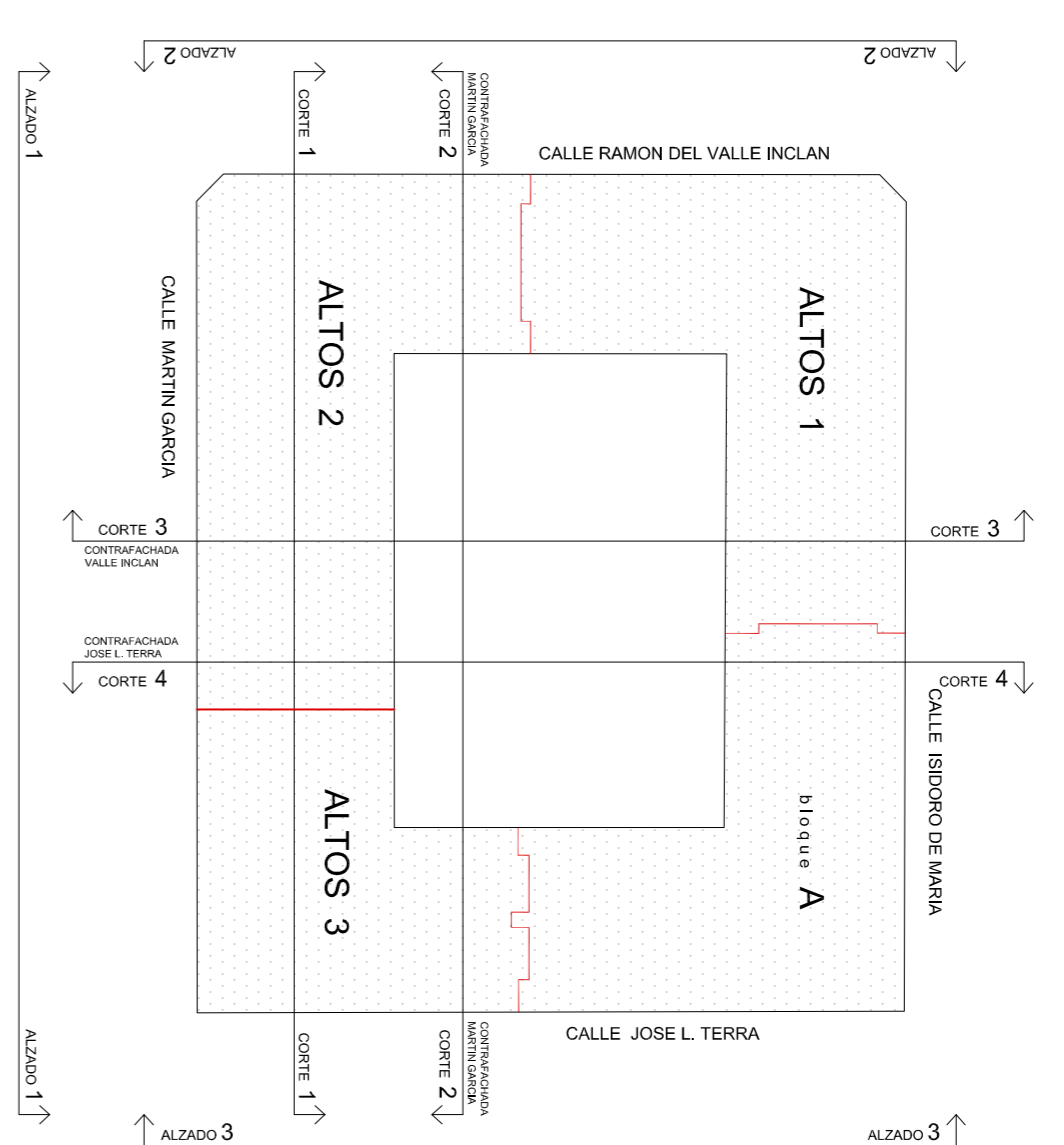 ALZADO 2
ALZADO 2
ALZADO 1
CORTE 1
CORTE 2
CONTRAFACHADA
MARTIN GARCIA
CALLE RAMON DEL VALLE INCLAN
CALLE MARTIN GARCIA
ALTOS 2
ALTOS 1
CORTE 3
CONTRAFACHADA
VALLE INCLAN
CORTE 3
CONTRAFACHADA
JOSE L. TERRA
CORTE 4
CORTE 4
CALLE ISIDORO DE MARIA
ALTOS 3
bloque A
CALLE JOSE L. TERRA
ALZADO 1
CORTE 1
CORTE 2
CONTRAFACHADA
MARTIN GARCIA
ALZADO 3
ALZADO 3